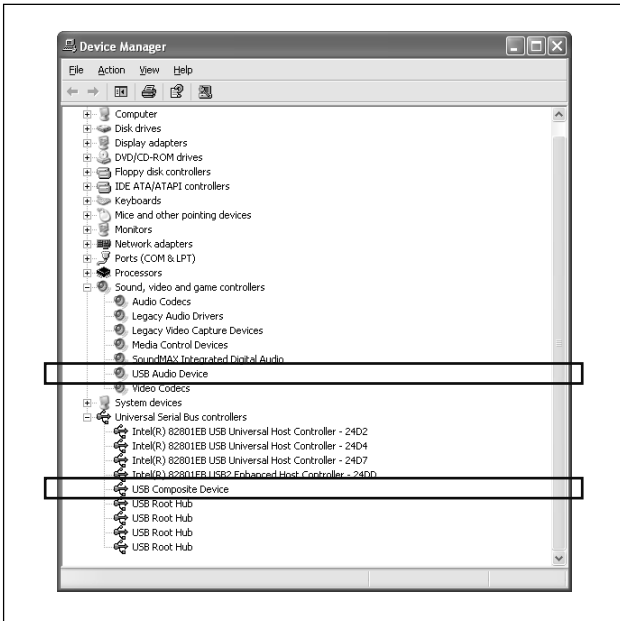 Device Manager
File Action View Help
Computer
Disk drives
Display adapters
DVD/CD-ROM drives
Floppy disk controllers
IDE ATA/ATAPI controllers
Keyboards
Mice and other pointing devices
Monitors
Network adapters
Ports (COM & LPT)
Processors
Sound, video and game controllers
Audio Codecs
Legacy Audio Drivers
Legacy Video Capture Devices
Media Control Devices
SoundMAX Integrated Digital Audio
USB Audio Device
Video Codecs
System devices
Universal Serial Bus controllers
Intel(R) 82801EB USB Universal Host Controller - 24D2
Intel(R) 82801EB USB Universal Host Controller - 24D4
Intel(R) 82801EB USB Universal Host Controller - 24D7
Intel(R) 82801EB USB2 Enhanced Host Controller - 24DD
USB Composite Device
USB Root Hub
USB Root Hub
USB Root Hub
USB Root Hub